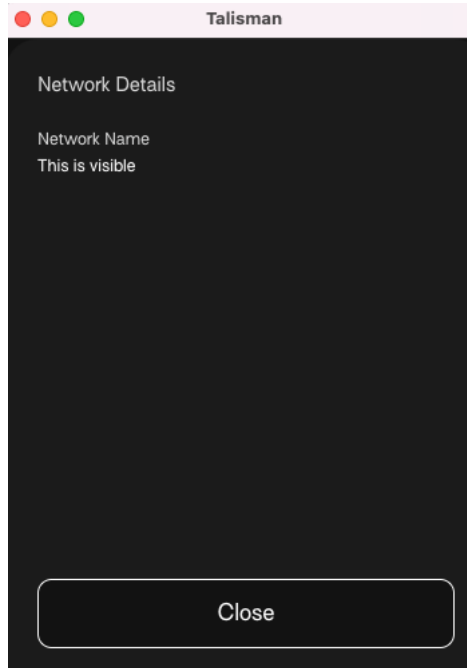 Talisman
Network Details
Network Name
This is visible
Close